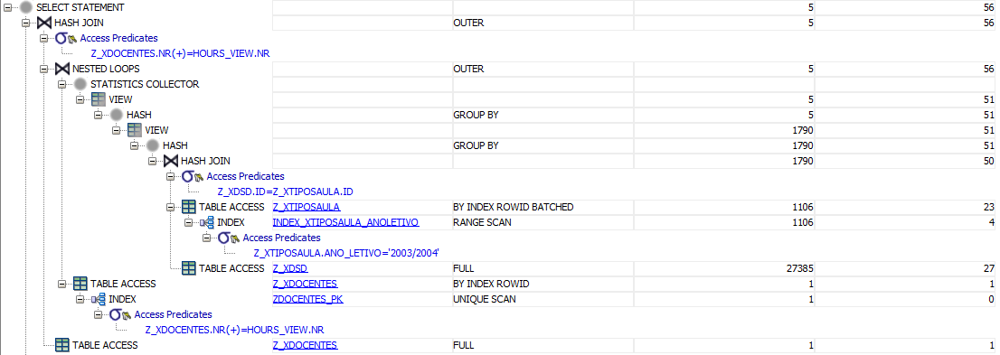 SELECT STATEMENT 5 56
HASH JOIN OUTER 5 56
Access Predicates
Z_XDOCENTES.NR(+)=HOURS_VIEW.NR
NESTED LOOPS OUTER 5 56
STATISTICS COLLECTOR
VIEW 5 51
HASH GROUP BY 5 51
VIEW 1790 51
HASH GROUP BY 1790 51
HASH JOIN 1790 50
Access Predicates
Z_XDSD.ID=Z_XTIPOSAULA.ID
TABLE ACCESS Z_XTIPOSAULA BY INDEX ROWID BATCHED 1106 23
INDEX INDEX_XTIPOSAULA_ANOLETIVO RANGE SCAN 1106 4
Access Predicates
Z_XTIPOSAULA.ANO_LETIVO='2003/2004'
TABLE ACCESS Z_XDSD FULL 27385 27
TABLE ACCESS Z_XDOCENTES BY INDEX ROWID 1 1
INDEX ZDOCENTES_PK UNIQUE SCAN 1 0
Access Predicates
Z_XDOCENTES.NR(+)=HOURS_VIEW.NR
TABLE ACCESS Z_XDOCENTES FULL 1 1